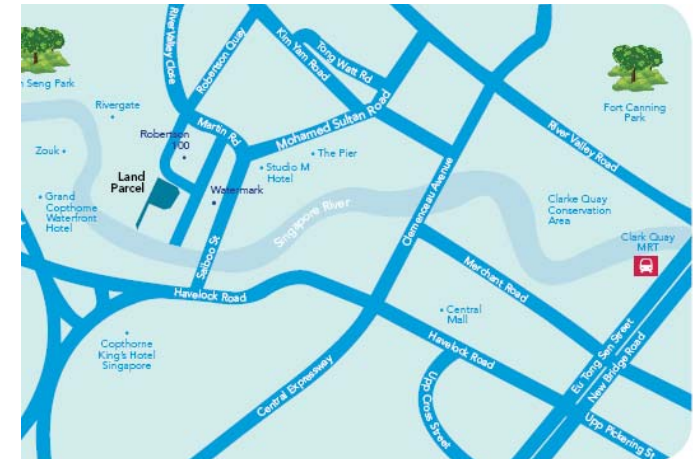 River Valley Close
Robertson Quay
Kim Yam Road
Tong Watt Rd
Seng Park
Fort Canning
Park
Rivergate
Martin Rd
Mohamed Sultan Road
River Valley Road
Robertson
100
Zouk
The Pier
Studio M
Hotel
Land
Parcel
Watermark
Grand
Copthorne
Waterfront
Hotel
Singapore River
Clemenceau Avenue
Clarke Quay
Conservation
Area
Clark Quay
MRT
Saiboo St
Merchant Road
Havelock Road
Central
Mall
Copthorne
King's Hotel
Singapore
Havelock Road
Eu Tong Sen Street
New Bridge Road
Central Expressway
Upp Cross Street
Upp Pickering St